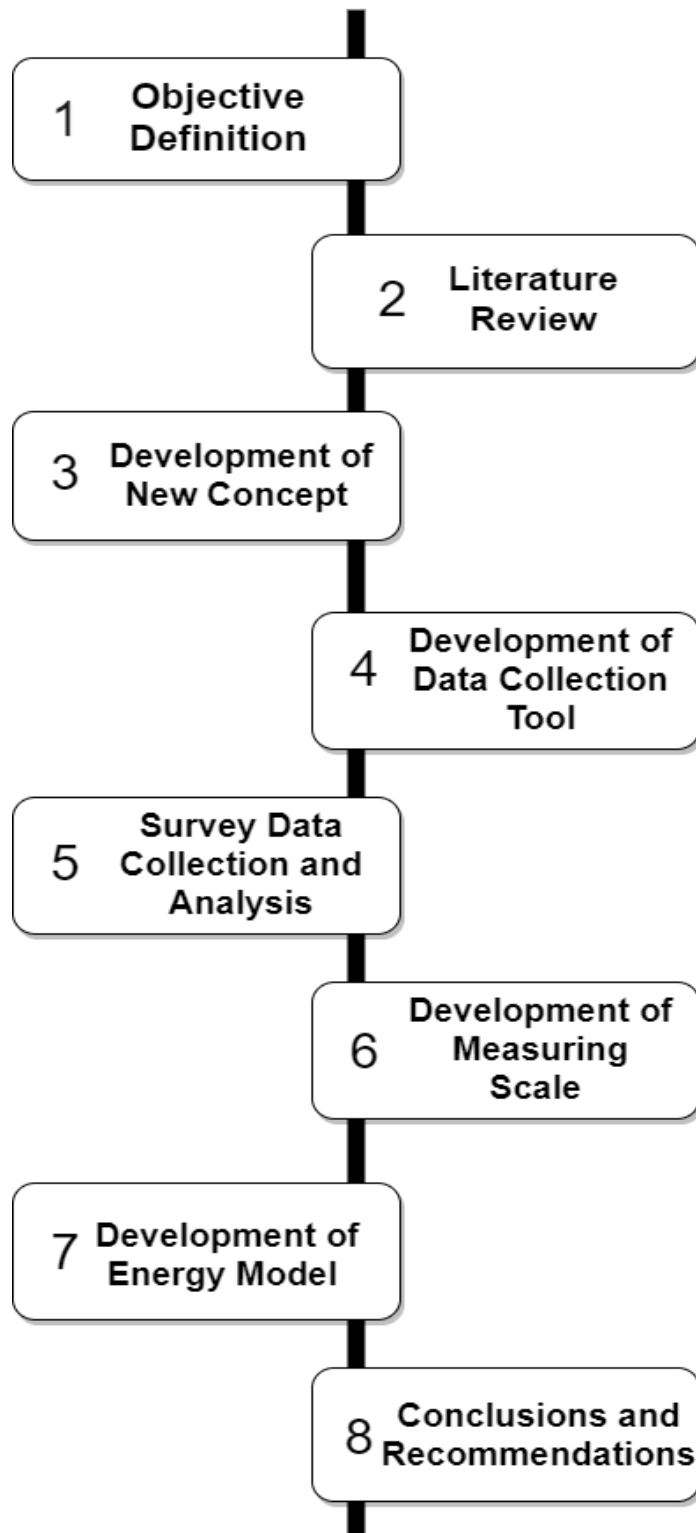 1
Objective
Definition
2
Literature
Review
3
Development of
New Concept
4
Development of
Data Collection
Tool
5
Survey Data
Collection and
Analysis
6
Development of
Measuring
Scale
7
Development of
Energy Model
8
Conclusions and
Recommendations